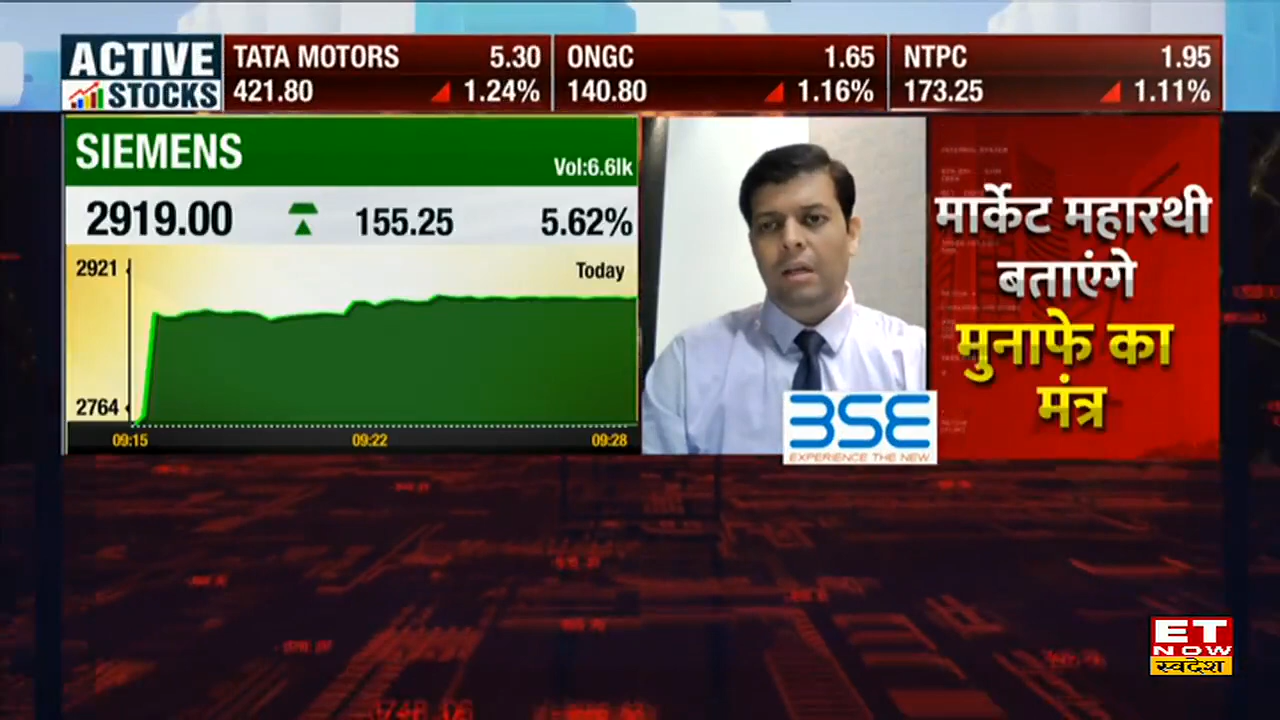 ACTIVE
STOCKS
TATA MOTORS 5.30
421.80 1.24%
ONGC 1.65
140.80 1.16%
NTPC 1.95
173.25 1.11%
SIEMENS
Vol:6.6lk
2919.00 155.25 5.62%
2921
Today
2764
09:15 09:22 09:28
BSE
EXPERIENCE THE NEW
मार्केट महारथी
बताएंगे
मुनाफे का
मंत्र
ET
NOW
स्वदेश